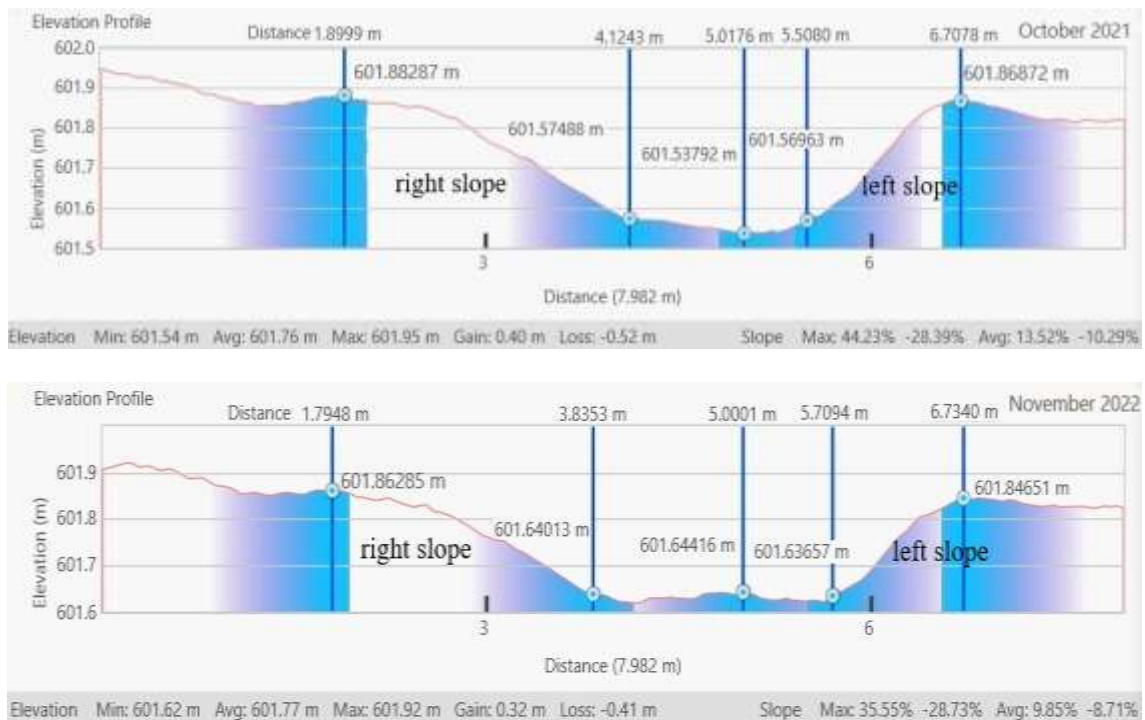 Elevation Profile
Distance 1.8999 m 4.1243 m 5.0176 m 5.5080 m 6.7078 m October 2021
602.0
601.9
601.8
601.7
601.6
601.5
Elevation (m)
601.88287 m
601.57488 m
601.53792 m
601.56963 m
601.86872 m
right slope
left slope
3 6
Distance (7.982 m)
Elevation Min: 601.54 m Avg: 601.76 m Max: 601.95 m Gain: 0.40 m Loss: -0.52 m Slope Max: 44.23% -28.39% Avg: 13.52% -10.29%
Elevation Profile
Distance 1.7948 m 3.8353 m 5.0001 m 5.7094 m 6.7340 m November 2022
601.9
601.8
601.7
601.6
Elevation (m)
601.86285 m
601.64013 m
601.64416 m
601.63657 m
601.84651 m
right slope
left slope
3 6
Distance (7.982 m)
Elevation Min: 601.62 m Avg: 601.77 m Max: 601.92 m Gain: 0.32 m Loss: -0.41 m Slope Max: 35.55% -28.73% Avg: 9.85% -8.71%